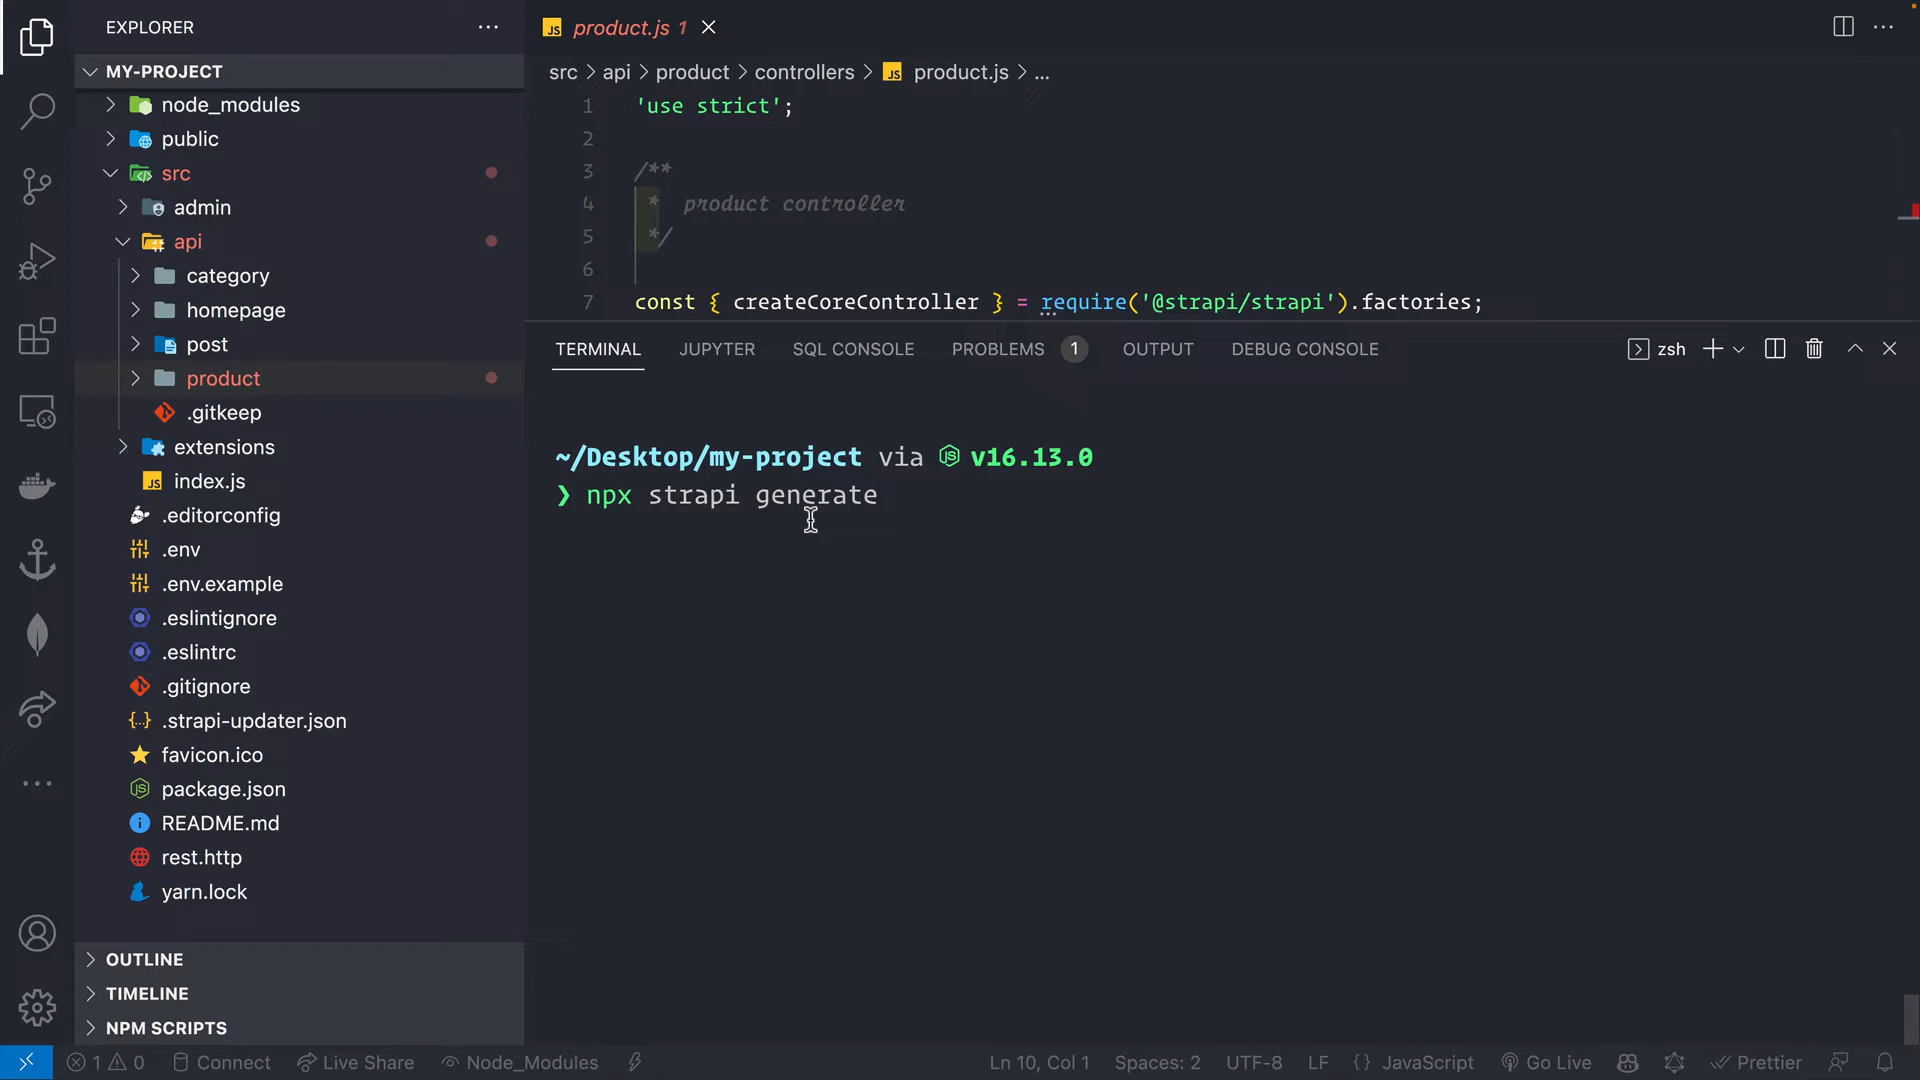 EXPLORER
MY-PROJECT
node_modules
public
src
admin
api
category
homepage
post
product
.gitkeep
extensions
index.js
.editorconfig
.env
.env.example
.eslintignore
.eslintrc
.gitignore
.strapi-updater.json
favicon.ico
package.json
README.md
rest.http
yarn.lock
OUTLINE
TIMELINE
NPM SCRIPTS
JS product.js 1
src > api > product > controllers > JS product.js > ...
1 'use strict';
2
3 /**
4 * product controller
5 */
6
7 const { createCoreController } = require('@strapi/strapi').factories;
TERMINAL JUPYTER SQL CONSOLE PROBLEMS 1 OUTPUT DEBUG CONSOLE zsh
~/Desktop/my-project via v16.13.0
❯ npx strapi generate
1 0 Connect Live Share Node_Modules Ln 10, Col 1 Spaces: 2 UTF-8 LF {} JavaScript Go Live Prettier